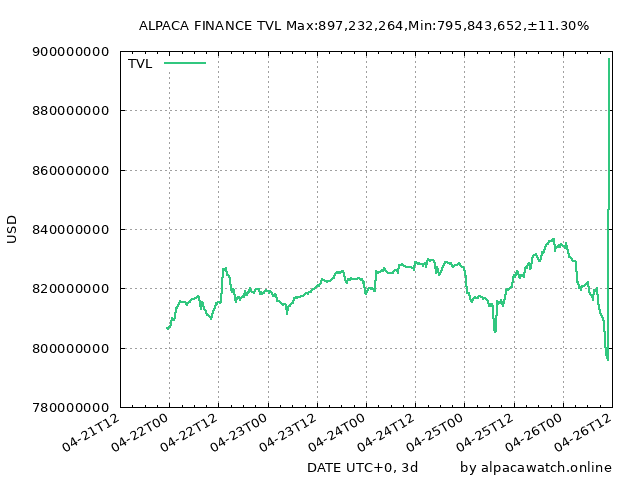 ALPACA FINANCE TVL Max:897,232,264,Min:795,843,652,±11.30%
TVL
900000000
880000000
860000000
840000000
820000000
800000000
780000000
USD
04-21T12
04-22T00
04-22T12
04-23T00
04-23T12
04-24T00
04-24T12
04-25T00
04-25T12
04-26T00
04-26T12
DATE UTC+0, 3d
by alpacawatch.online